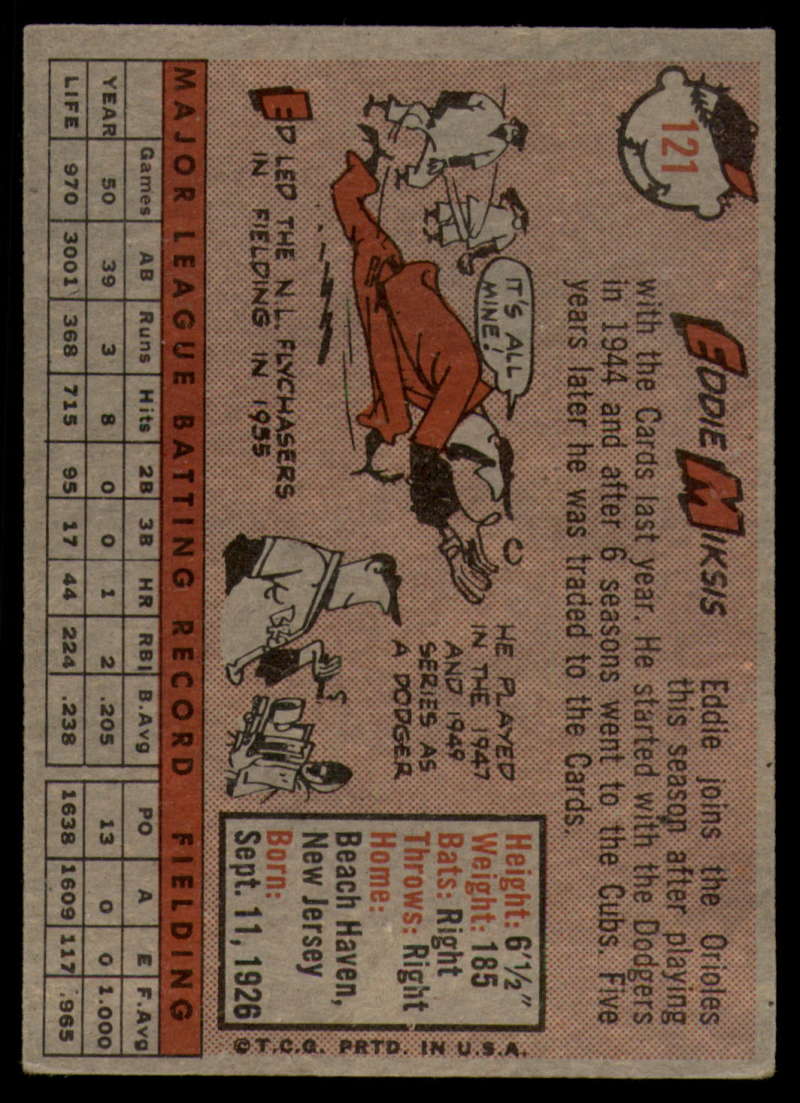 121
EDDIE MIKSIS
Eddie joins the Orioles
this season after playing
with the Cards last year. He started with the Dodgers
in 1944 and after 6 seasons went to the Cubs. Five
years later he was traded to the Cards.
IT'S ALL
MINE!
ED LED THE N.L. FLYCHASERS
IN FIELDING IN 1955
HE PLAYED
IN THE 1947
AND 1949
SERIES AS
A DODGER
Height: 6'½"
Weight: 185
Bats: Right
Throws: Right
Home:
Beach Haven,
New Jersey
Born:
Sept. 11, 1926
©T.C.G. PRTD. IN U.S.A.
MAJOR LEAGUE BATTING RECORD FIELDING
Games AB Runs Hits 2B 3B HR RBI B.Avg PO A E F.Avg
YEAR 50 39 3 8 0 0 1 2 .205 13 0 0 1.000
LIFE 970 3001 368 715 95 17 44 224 .238 1638 1609 117 .965